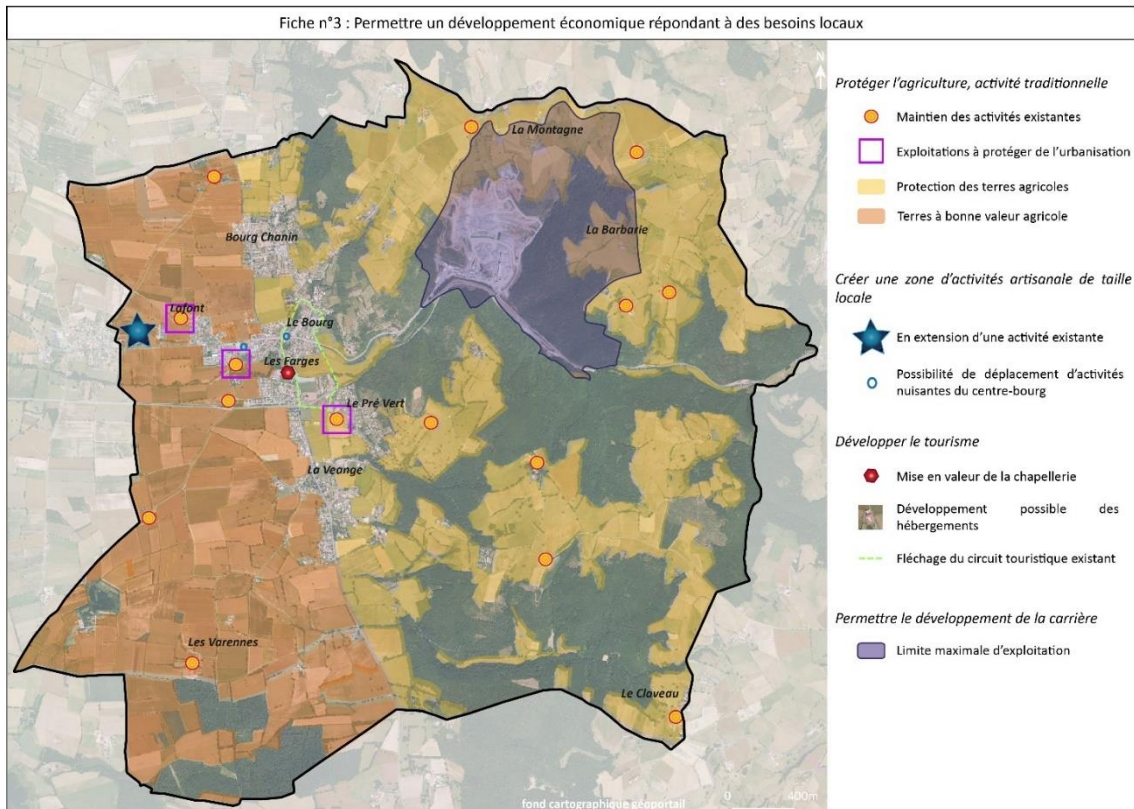 Fiche n°3 : Permettre un développement économique répondant à des besoins locaux
N
La Montagne
La Barbarie
Bourg Chanin
Lafont
Le Bourg
Les Farges
Le Pré Vert
La Veange
Les Varennes
Le Claveau
fond cartographique géoportail
0 400m
Protéger l'agriculture, activité traditionnelle
Maintien des activités existantes
Exploitations à protéger de l'urbanisation
Protection des terres agricoles
Terres à bonne valeur agricole
Créer une zone d'activités artisanale de taille
locale
En extension d'une activité existante
Possibilité de déplacement d'activités
nuisantes du centre-bourg
Développer le tourisme
Mise en valeur de la chapellerie
Développement possible des
hébergements
Fléchage du circuit touristique existant
Permettre le développement de la carrière
Limite maximale d'exploitation